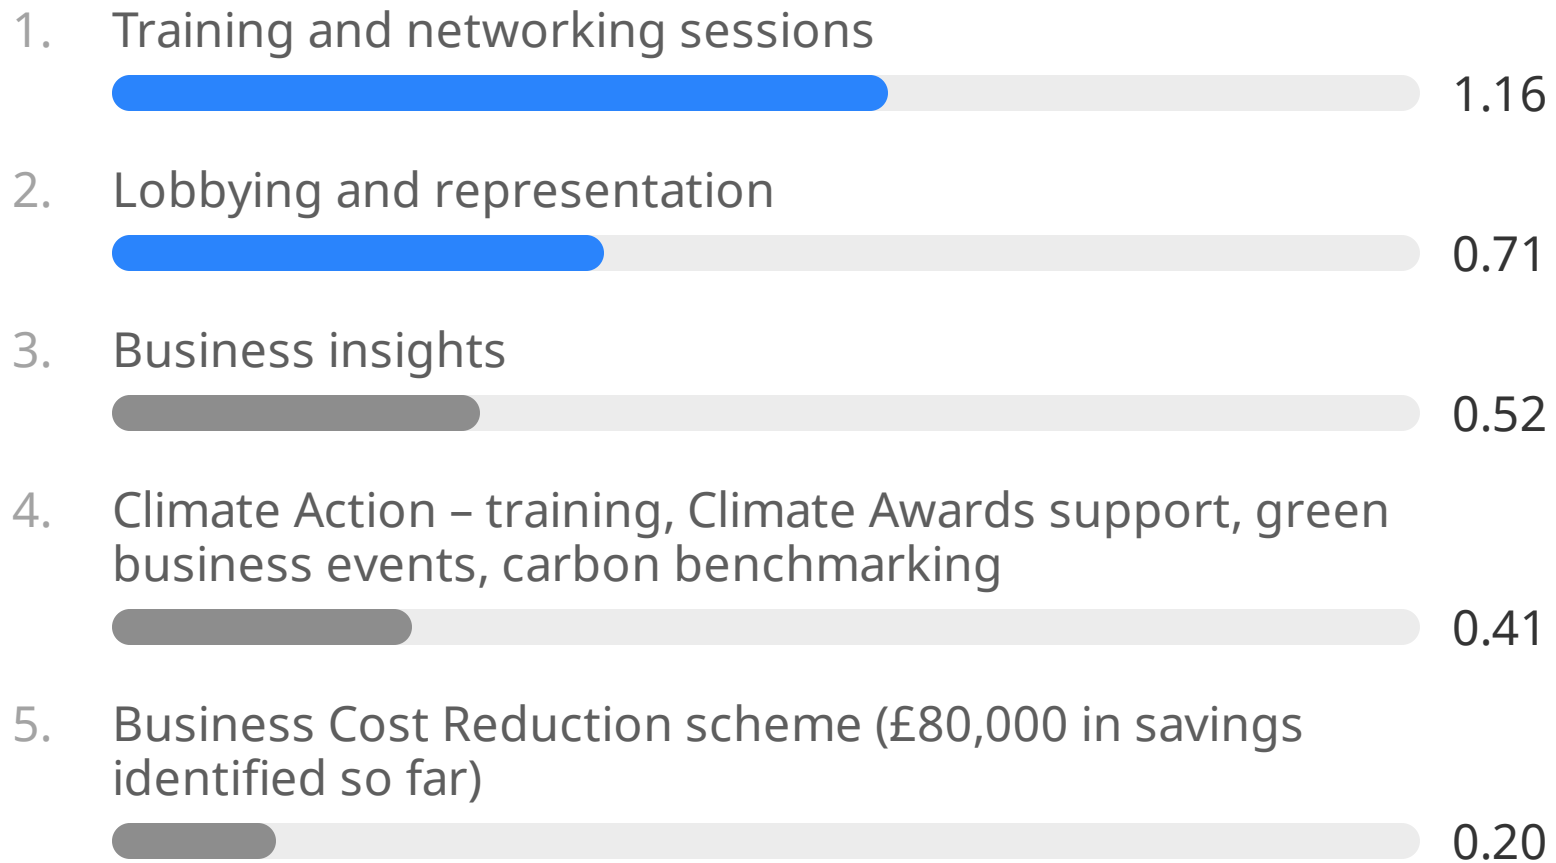 1. Training and networking sessions
1.16
2. Lobbying and representation
0.71
3. Business insights
0.52
4. Climate Action – training, Climate Awards support, green
business events, carbon benchmarking
0.41
5. Business Cost Reduction scheme (£80,000 in savings
identified so far)
0.20